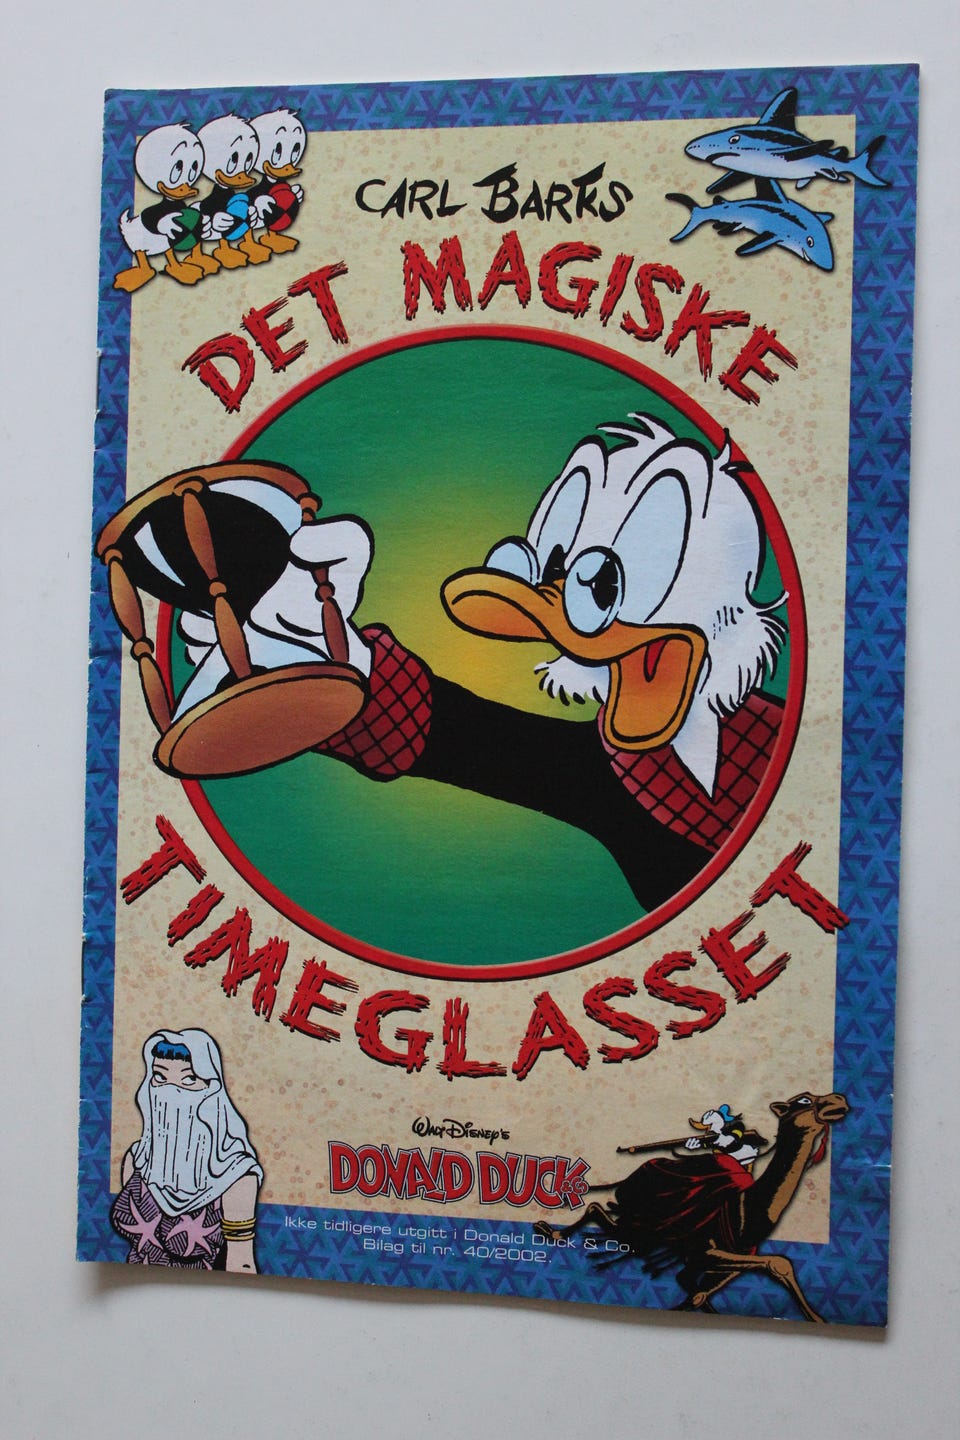 CARL BARKS
DET MAGISKE
TIMEGLASSET
WALT DISNEY'S
DONALD DUCK & CO
Ikke tidligere utgitt i Donald Duck & Co.
Bilag til nr. 40/2002.